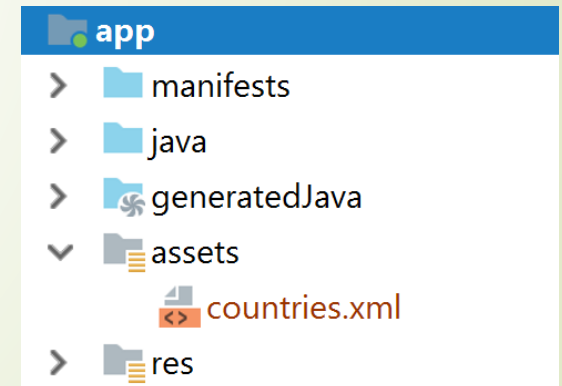 app
manifests
java
generatedJava
assets
countries.xml
res